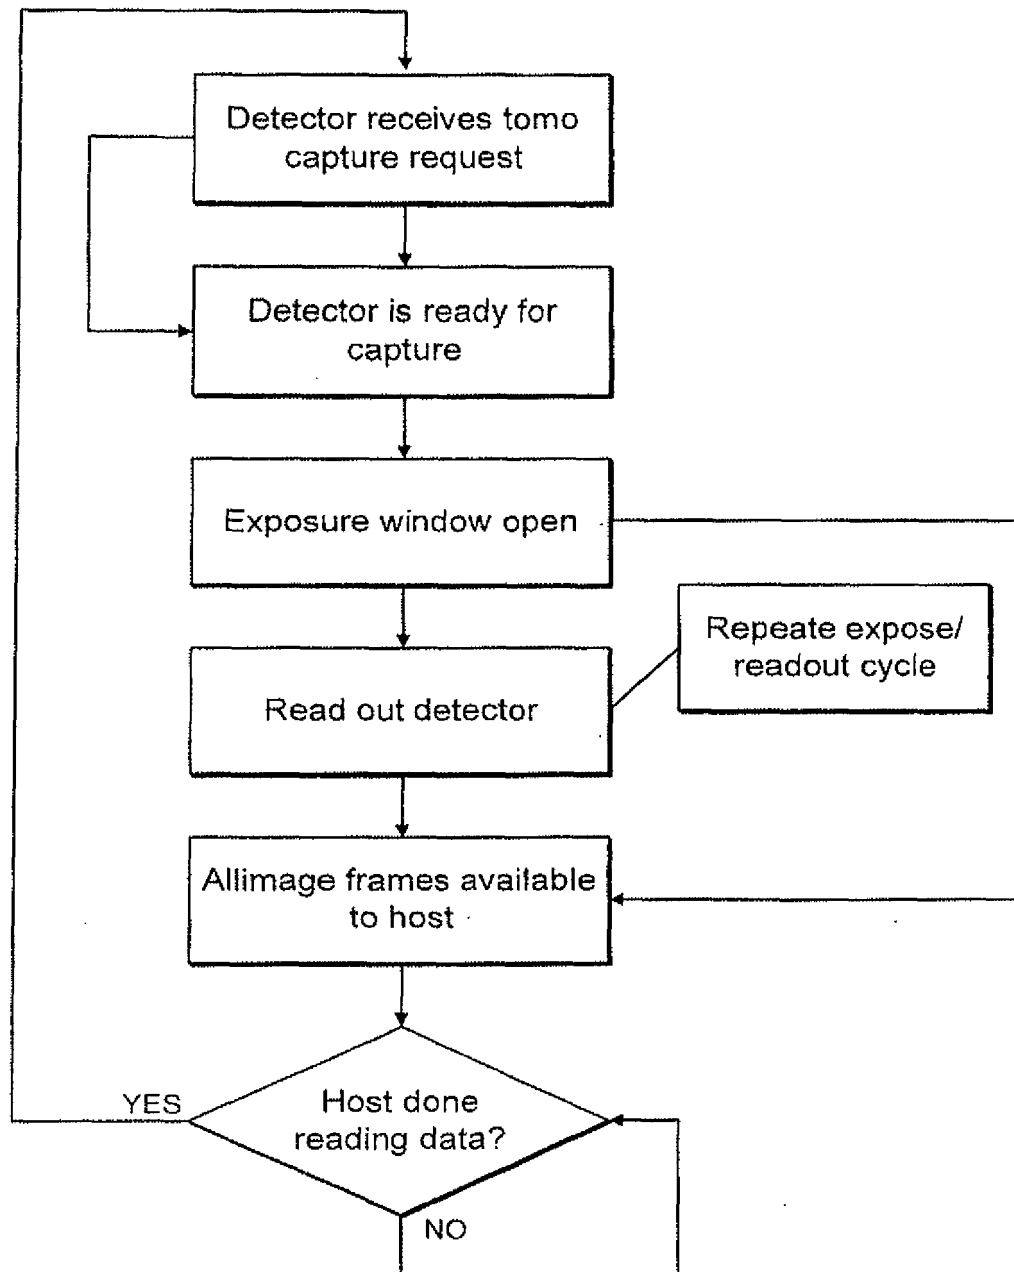 Detector receives tomo
capture request
Detector is ready for
capture
Exposure window open
Repeate expose/
readout cycle
Read out detector
Allimage frames available
to host
YES
Host done
reading data?
NO